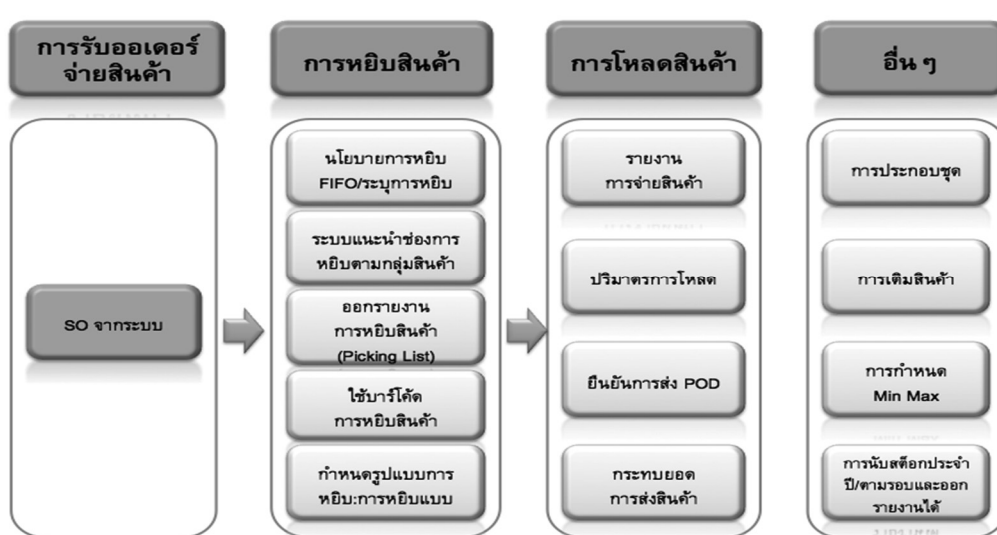 การรับออเดอร์
จ่ายสินค้า
SO จากระบบ
การหยิบสินค้า
นโยบายการหยิบ
FIFO/ระบุการหยิบ
ระบบแนะนำช่องการ
หยิบตามกลุ่มสินค้า
ออกรายงาน
การหยิบสินค้า
(Picking List)
ใช้บาร์โค้ด
การหยิบสินค้า
กำหนดรูปแบบการ
หยิบ:การหยิบแบบ
การโหลดสินค้า
รายงาน
การจ่ายสินค้า
ปริมาตรการโหลด
ยืนยันการส่ง POD
กระทบยอด
การส่งสินค้า
อื่น ๆ
การประกอบชุด
การเติมสินค้า
การกำหนด
Min Max
การนับสต็อกประจำ
ปี/ตามรอบและออก
รายงานได้